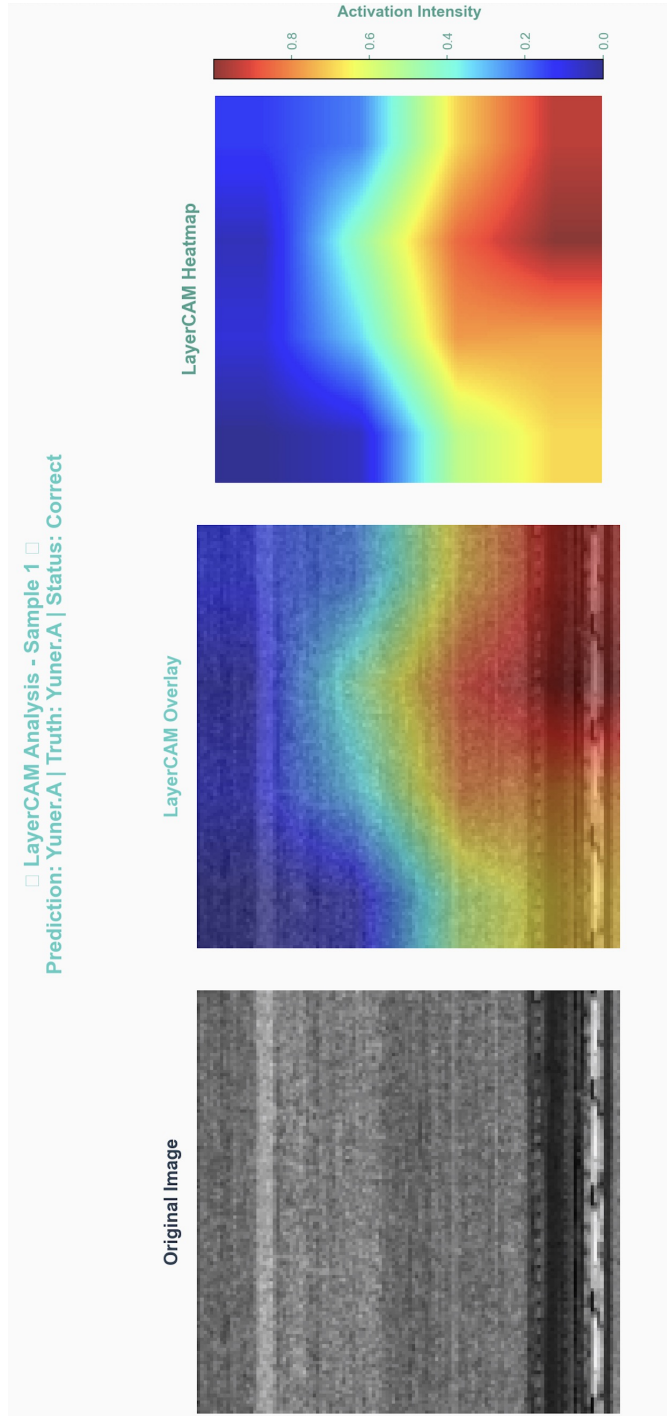 □ LayerCAM Analysis - Sample 1 □
Prediction: Yuner.A | Truth: Yuner.A | Status: Correct
Original Image
LayerCAM Overlay
LayerCAM Heatmap
0.8
0.6
0.4
0.2
0.0
Activation Intensity